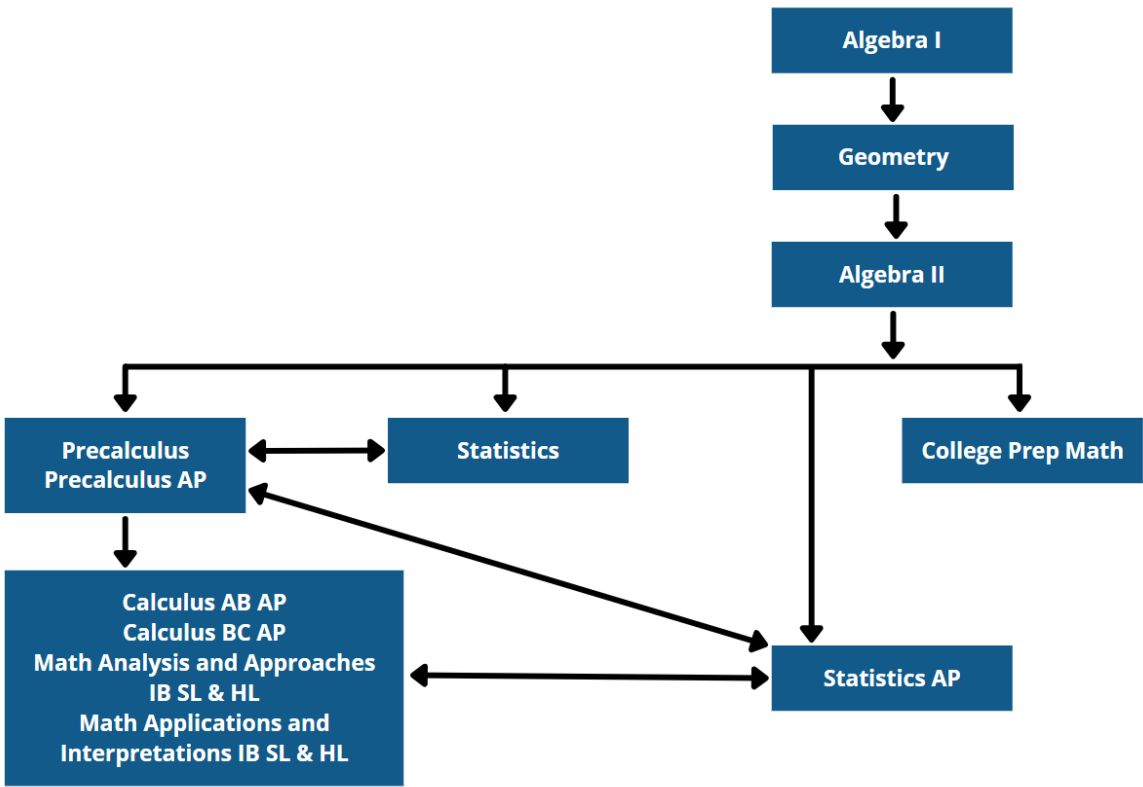 Algebra I
Geometry
Algebra II
Precalculus
Precalculus AP
Statistics
College Prep Math
Calculus AB AP
Calculus BC AP
Math Analysis and Approaches
IB SL & HL
Math Applications and
Interpretations IB SL & HL
Statistics AP